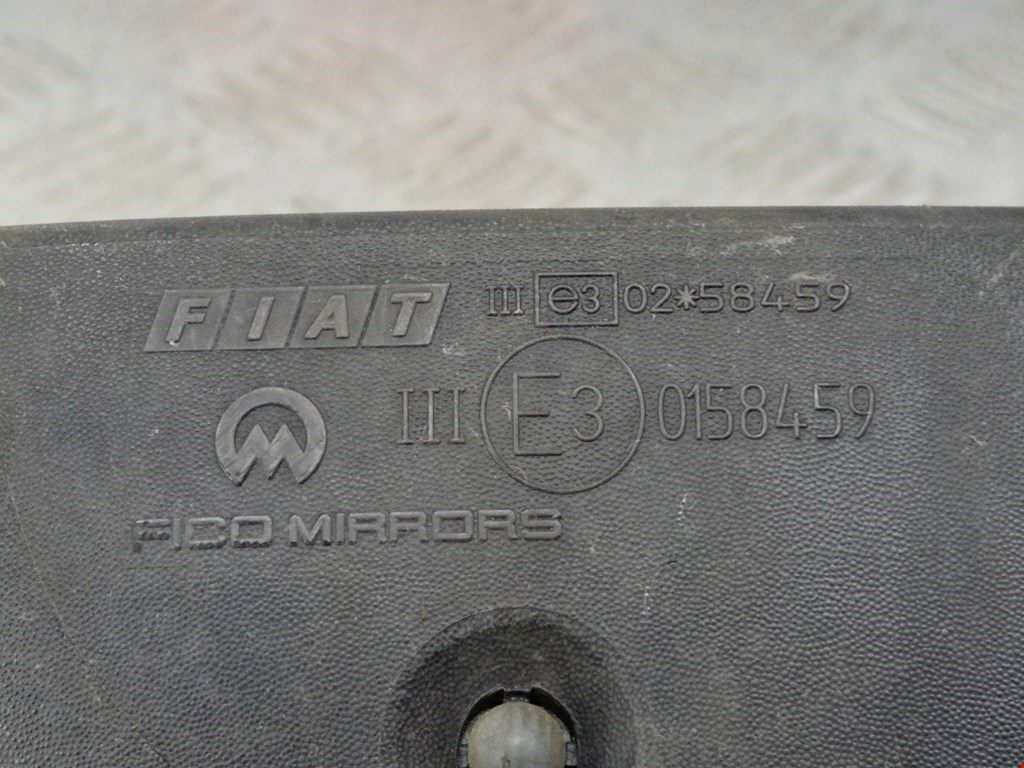 FIAT
III e3 02*58459
III E3 0158459
FICO MIRRORS